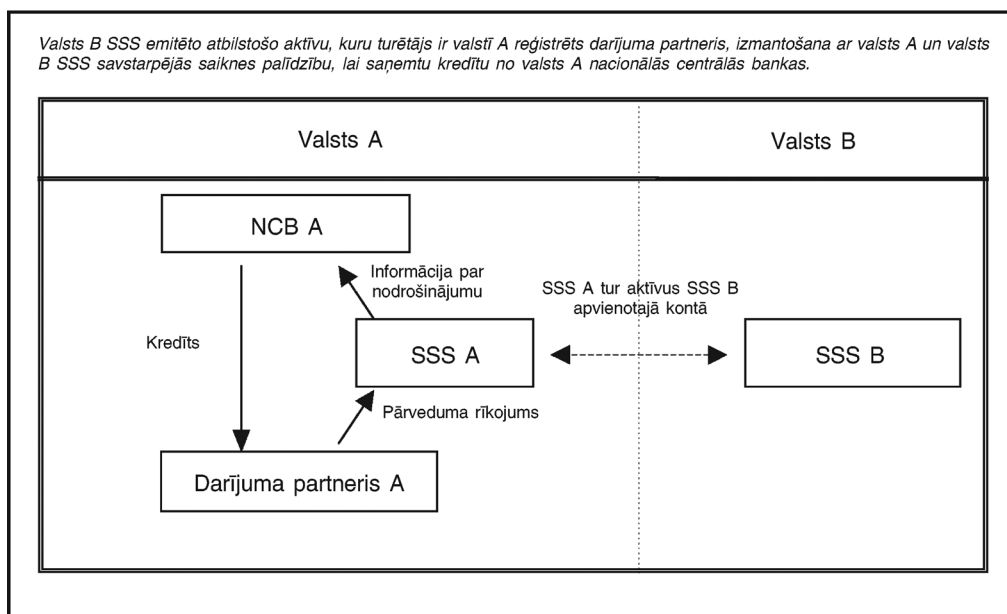 Valsts B SSS emitēto atbilstošo aktīvu, kuru turētājs ir valstī A reģistrēts darījuma partneris, izmantošana ar valsts A un valsts
B SSS savstarpējās saiknes palīdzību, lai saņemtu kredītu no valsts A nacionālās centrālās bankas.
Valsts A
Valsts B
NCB A
Informācija par
nodrošinājumu
SSS A tur aktīvus SSS B
apvienotajā kontā
Kredīts
SSS A
SSS B
Pārveduma rīkojums
Darījuma partneris A